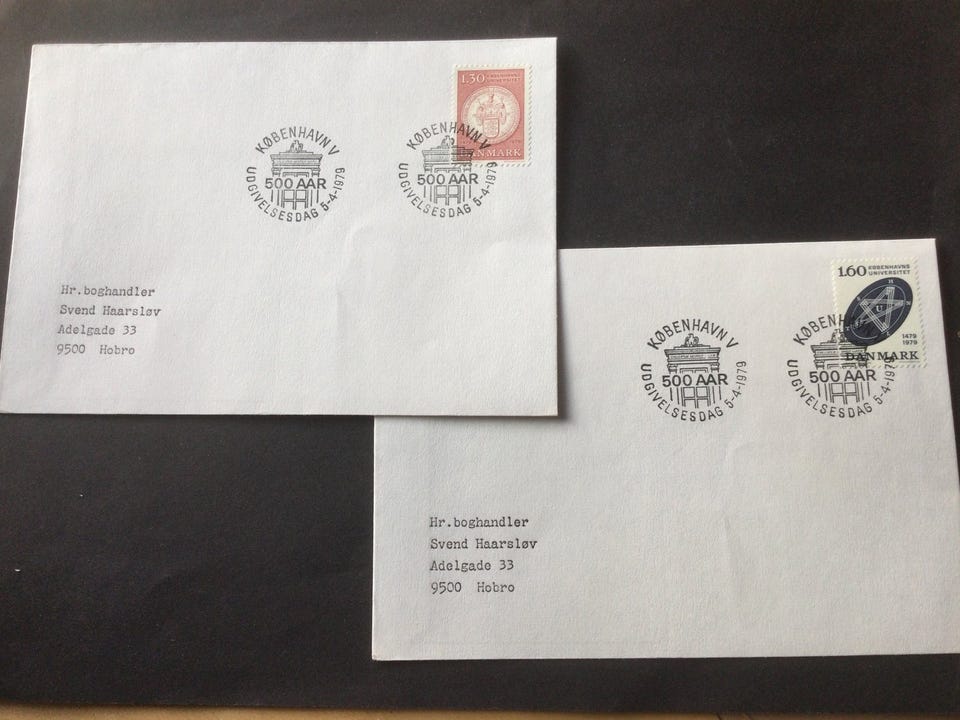 1.30 KØBENHAVNS
UNIVERSITET
DANMARK
KØBENHAVN V
500 AAR
UDGIVELSESDAG 5-4-1979
KØBENHAVN V
500 AAR
UDGIVELSESDAG 5-4-1979
Hr.boghandler
Svend Haarsløv
Adelgade 33
9500 Hobro
1.60 KØBENHAVNS
UNIVERSITET
1479
1979
DANMARK
KØBENHAVN V
500 AAR
UDGIVELSESDAG 5-4-1979
KØBENHAVN
500 AAR
UDGIVELSESDAG 5-4-1979
Hr.boghandler
Svend Haarsløv
Adelgade 33
9500 Hobro